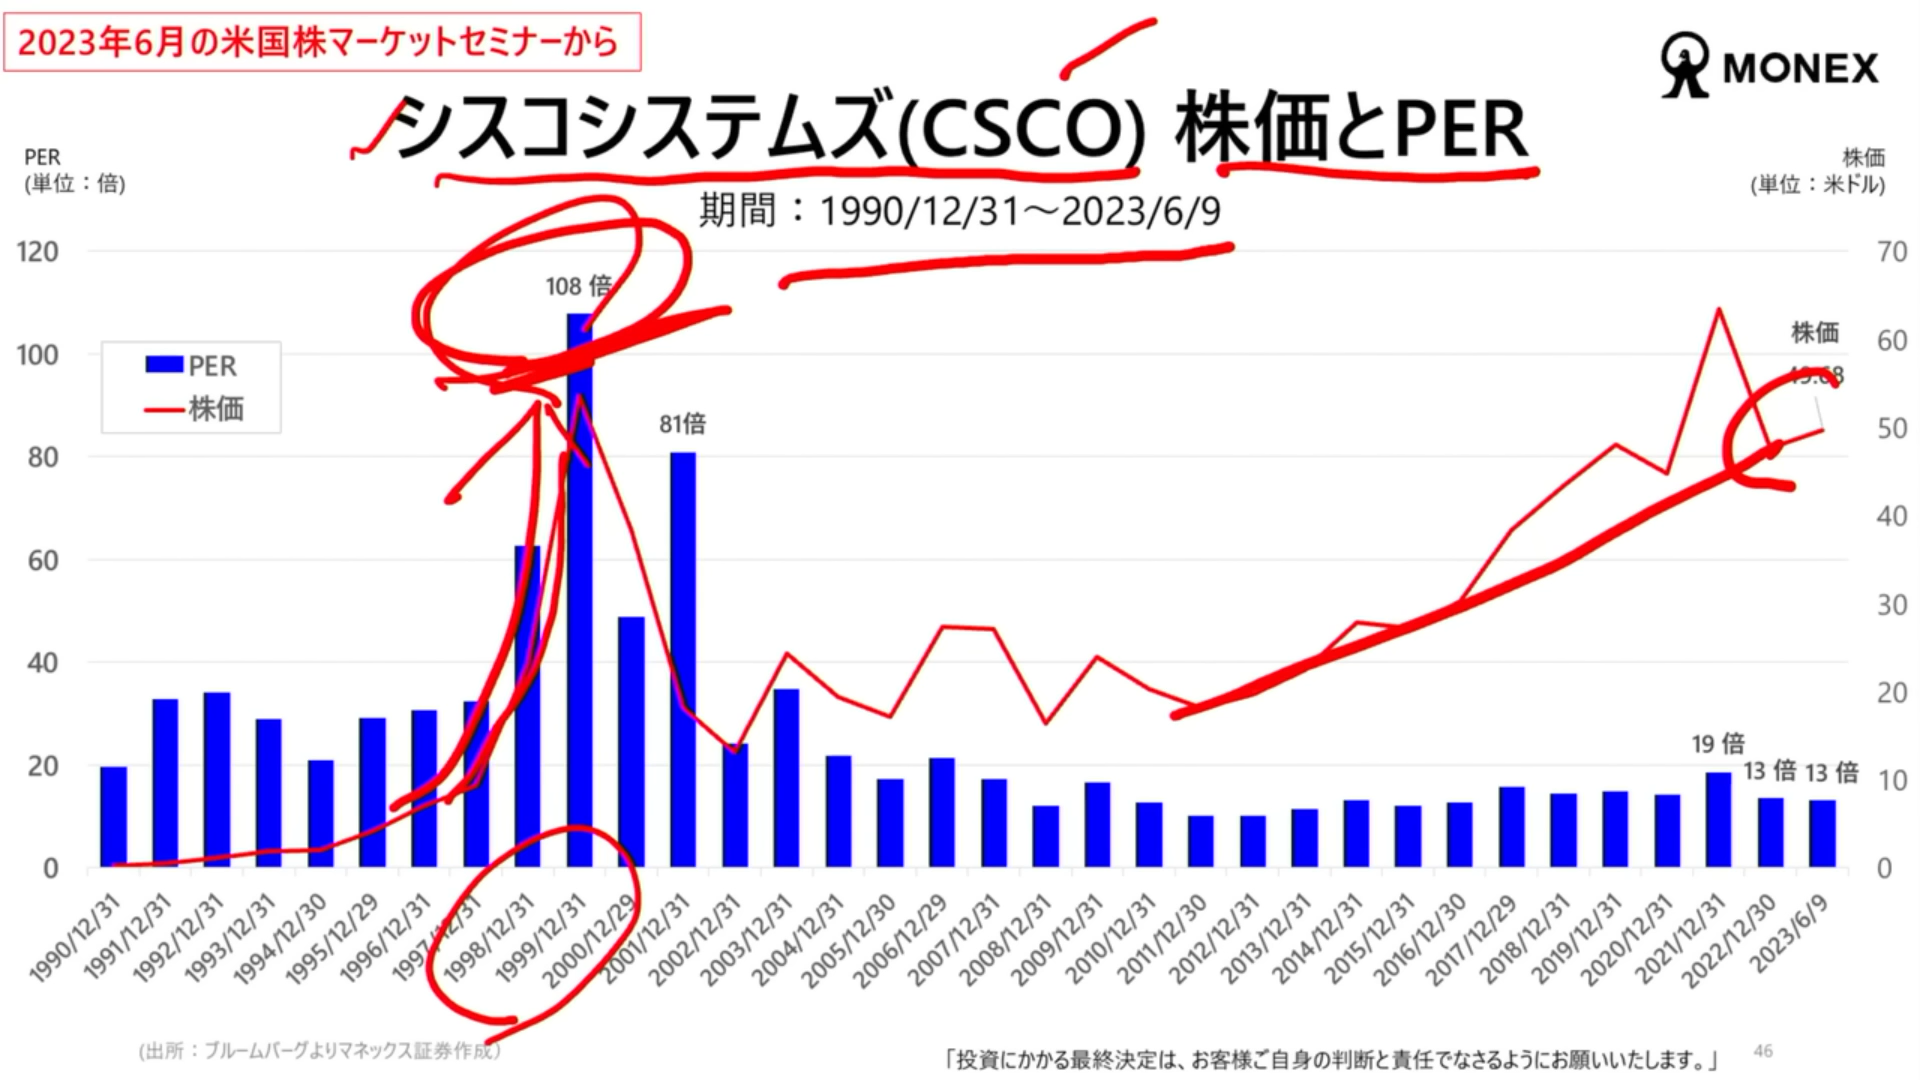 2023年6月の米国株マーケットセミナーから
MONEX
シスコシステムズ(CSCO) 株価とPER
期間：1990/12/31～2023/6/9
PER
(単位：倍)
株価
(単位：米ドル)
120
100
80
60
40
20
0
70
60
50
40
30
20
10
0
PER
株価
108 倍
81倍
株価
49.68
19 倍
13 倍
13 倍
1990/12/31
1991/12/31
1992/12/31
1993/12/31
1994/12/30
1995/12/29
1996/12/31
1997/12/31
1998/12/31
1999/12/31
2000/12/29
2001/12/31
2002/12/31
2003/12/31
2004/12/31
2005/12/30
2006/12/29
2007/12/31
2008/12/31
2009/12/31
2010/12/31
2011/12/30
2012/12/31
2013/12/31
2014/12/31
2015/12/31
2016/12/30
2017/12/29
2018/12/31
2019/12/31
2020/12/31
2021/12/31
2022/12/30
2023/6/9
(出所：ブルームバーグよりマネックス証券作成)
「投資にかかる最終決定は、お客様ご自身の判断と責任でなさるようにお願いいたします。」
46